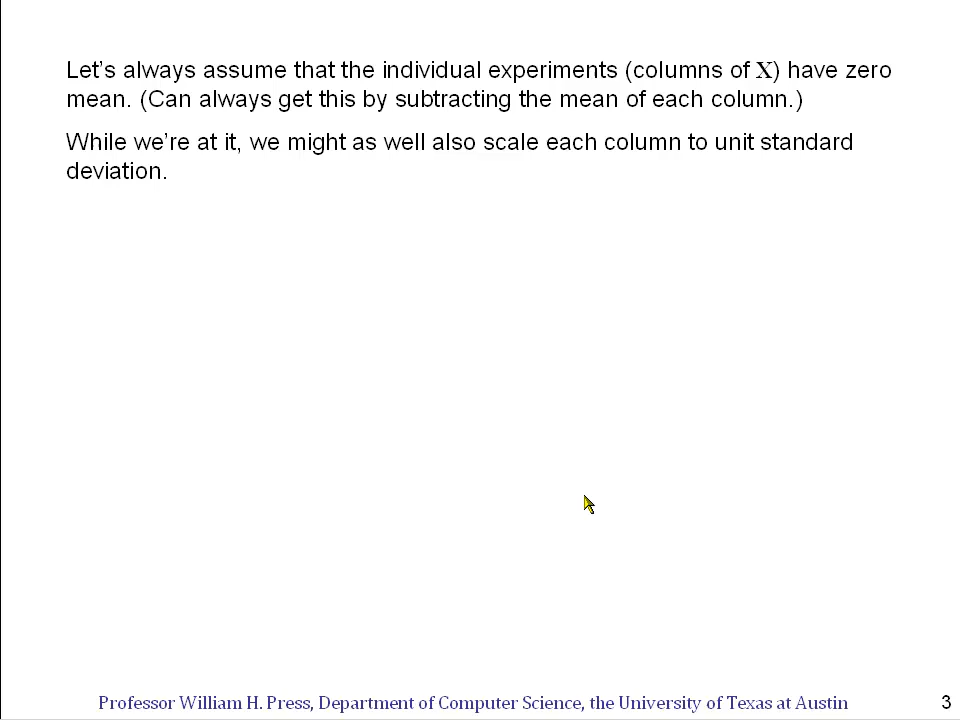 Let's always assume that the individual experiments (columns of X) have zero
mean. (Can always get this by subtracting the mean of each column.)
While we're at it, we might as well also scale each column to unit standard
deviation.
Professor William H. Press, Department of Computer Science, the University of Texas at Austin
3